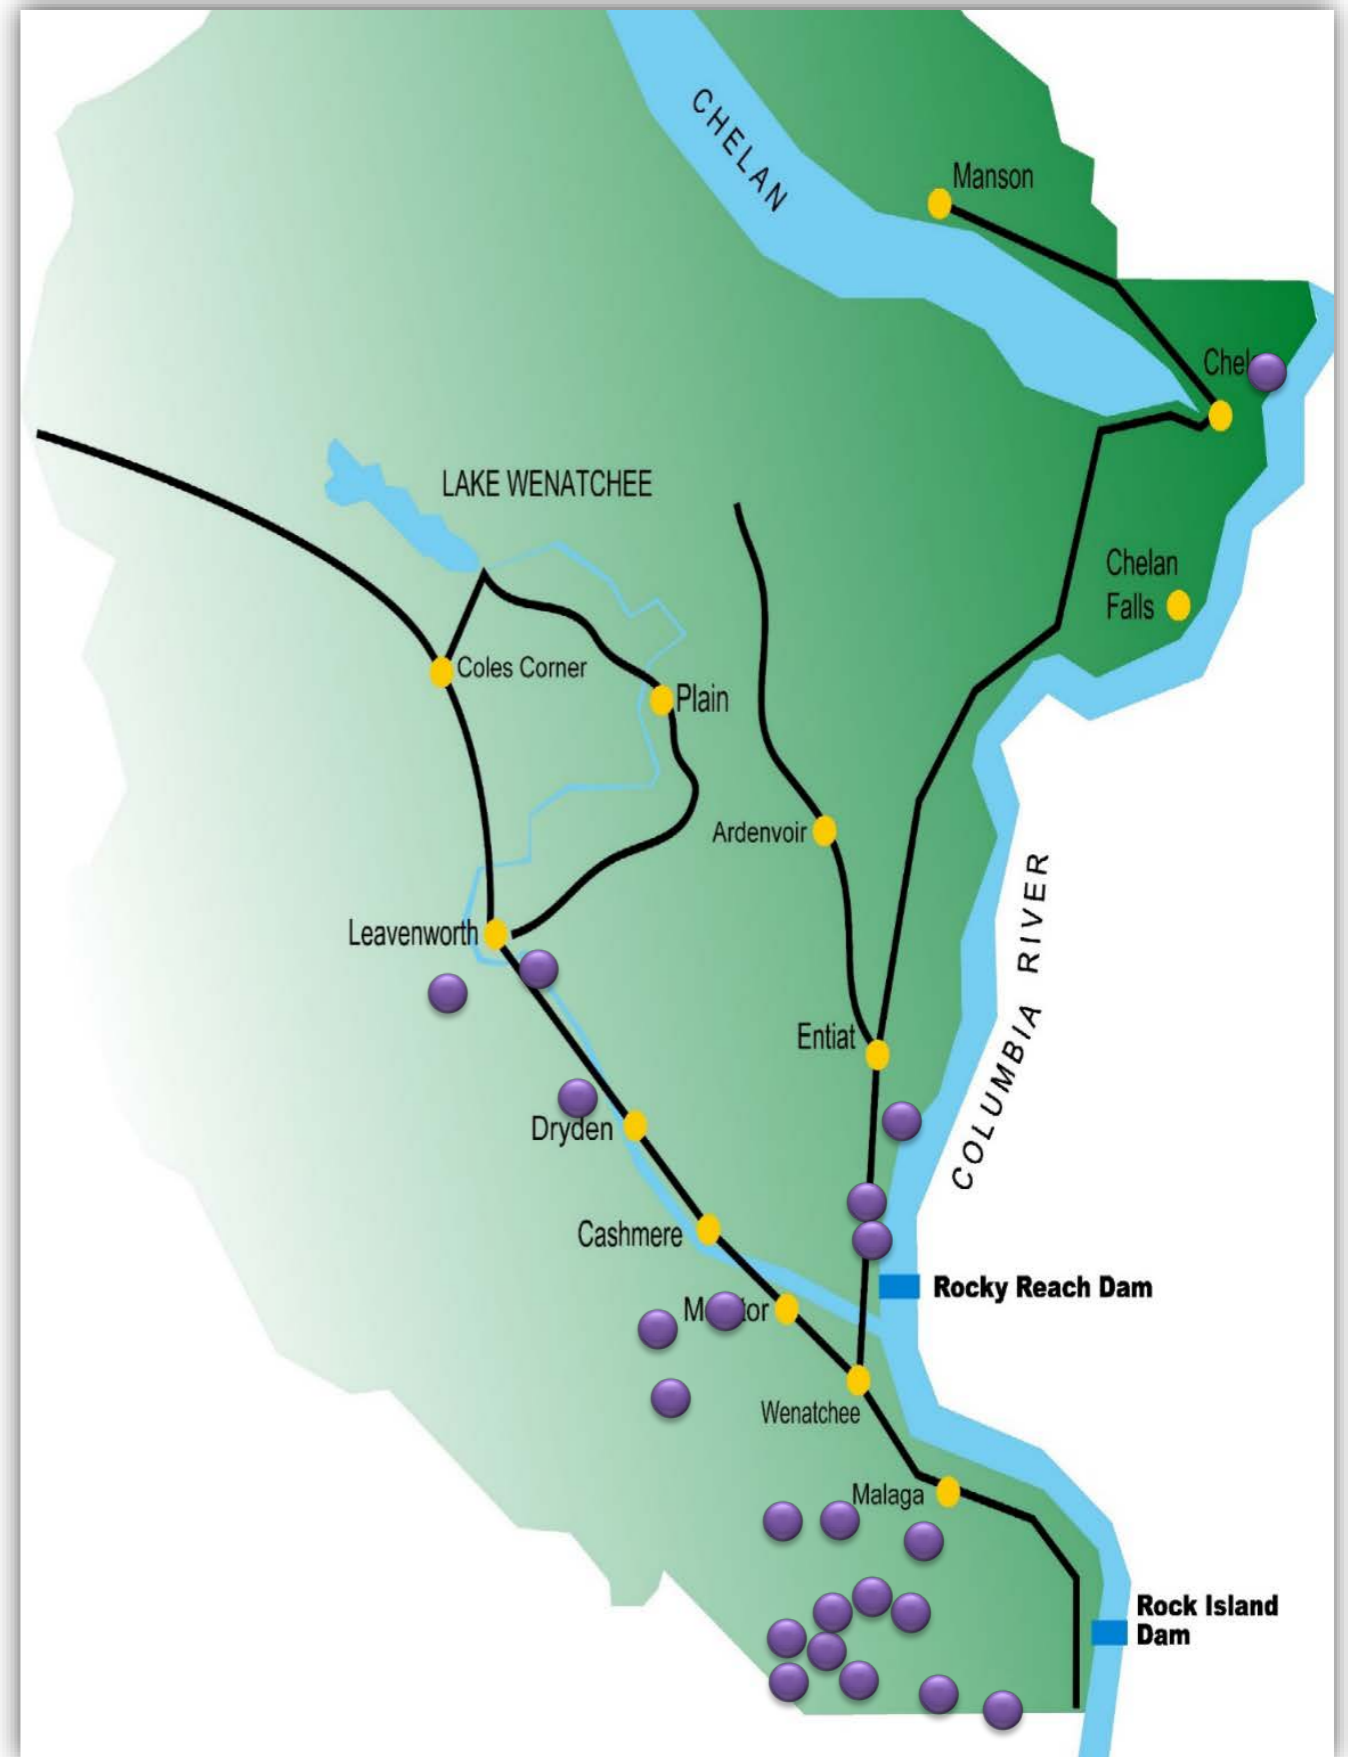 CHELAN
Manson
LAKE WENATCHEE
Chelan
Falls
Coles Corner
Plain
Ardenvoir
Leavenworth
Entiat
COLUMBIA RIVER
Dryden
Cashmere
Rocky Reach Dam
Wenatchee
Malaga
Rock Island
Dam